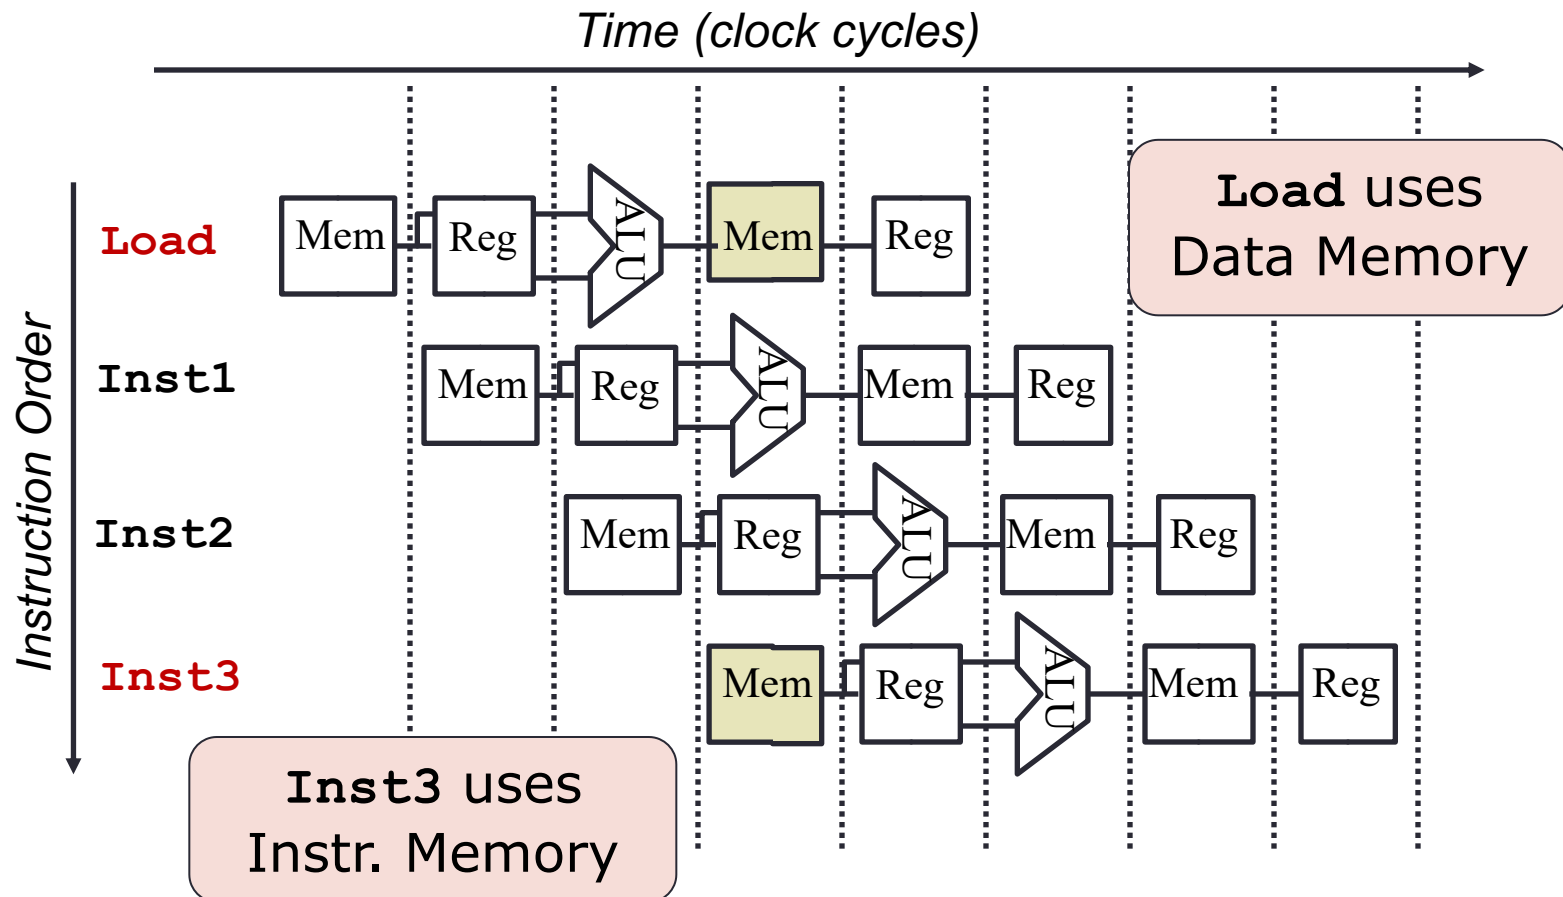 Time (clock cycles)
Instruction Order
Load
Mem Reg ALU Mem Reg
Load uses
Data Memory
Inst1
Mem Reg ALU Mem Reg
Inst2
Mem Reg ALU Mem Reg
Inst3
Mem Reg ALU Mem Reg
Inst3 uses
Instr. Memory